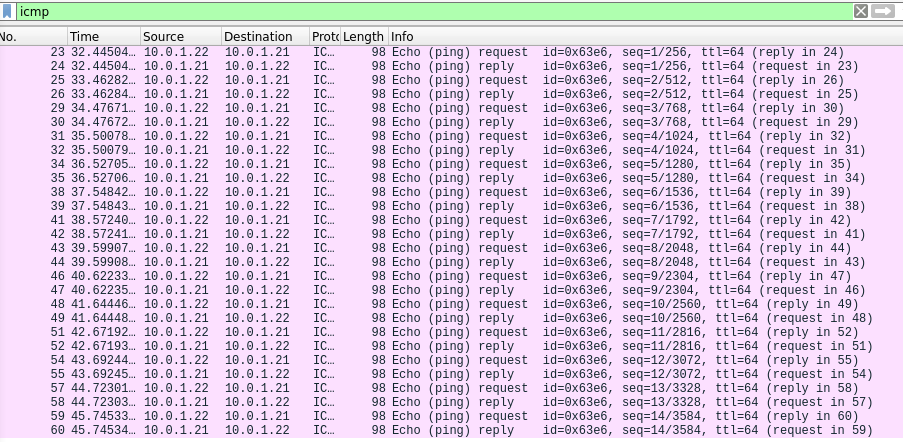 icmp
No. Time Source Destination Proto Length Info
23 32.44504… 10.0.1.21 10.0.1.22 IC… 98 Echo (ping) request id=0x63e6, seq=1/256, ttl=64 (reply in 24)
24 32.44504… 10.0.1.22 10.0.1.21 IC… 98 Echo (ping) reply id=0x63e6, seq=1/256, ttl=64 (request in 23)
25 33.46282… 10.0.1.21 10.0.1.22 IC… 98 Echo (ping) request id=0x63e6, seq=2/512, ttl=64 (reply in 26)
26 33.46284… 10.0.1.22 10.0.1.21 IC… 98 Echo (ping) reply id=0x63e6, seq=2/512, ttl=64 (request in 25)
29 34.47671… 10.0.1.21 10.0.1.22 IC… 98 Echo (ping) request id=0x63e6, seq=3/768, ttl=64 (reply in 30)
30 34.47672… 10.0.1.22 10.0.1.21 IC… 98 Echo (ping) reply id=0x63e6, seq=3/768, ttl=64 (request in 29)
31 35.50078… 10.0.1.21 10.0.1.22 IC… 98 Echo (ping) request id=0x63e6, seq=4/1024, ttl=64 (reply in 32)
32 35.50079… 10.0.1.22 10.0.1.21 IC… 98 Echo (ping) reply id=0x63e6, seq=4/1024, ttl=64 (request in 31)
34 36.52705… 10.0.1.21 10.0.1.22 IC… 98 Echo (ping) request id=0x63e6, seq=5/1280, ttl=64 (reply in 35)
35 36.52706… 10.0.1.22 10.0.1.21 IC… 98 Echo (ping) reply id=0x63e6, seq=5/1280, ttl=64 (request in 34)
38 37.54842… 10.0.1.21 10.0.1.22 IC… 98 Echo (ping) request id=0x63e6, seq=6/1536, ttl=64 (reply in 39)
39 37.54843… 10.0.1.22 10.0.1.21 IC… 98 Echo (ping) reply id=0x63e6, seq=6/1536, ttl=64 (request in 38)
41 38.57240… 10.0.1.21 10.0.1.22 IC… 98 Echo (ping) request id=0x63e6, seq=7/1792, ttl=64 (reply in 42)
42 38.57241… 10.0.1.22 10.0.1.21 IC… 98 Echo (ping) reply id=0x63e6, seq=7/1792, ttl=64 (request in 41)
43 39.59907… 10.0.1.21 10.0.1.22 IC… 98 Echo (ping) request id=0x63e6, seq=8/2048, ttl=64 (reply in 44)
44 39.59908… 10.0.1.22 10.0.1.21 IC… 98 Echo (ping) reply id=0x63e6, seq=8/2048, ttl=64 (request in 43)
46 40.62233… 10.0.1.21 10.0.1.22 IC… 98 Echo (ping) request id=0x63e6, seq=9/2304, ttl=64 (reply in 47)
47 40.62235… 10.0.1.22 10.0.1.21 IC… 98 Echo (ping) reply id=0x63e6, seq=9/2304, ttl=64 (request in 46)
48 41.64446… 10.0.1.21 10.0.1.22 IC… 98 Echo (ping) request id=0x63e6, seq=10/2560, ttl=64 (reply in 49)
49 41.64448… 10.0.1.22 10.0.1.21 IC… 98 Echo (ping) reply id=0x63e6, seq=10/2560, ttl=64 (request in 48)
51 42.67192… 10.0.1.21 10.0.1.22 IC… 98 Echo (ping) request id=0x63e6, seq=11/2816, ttl=64 (reply in 52)
52 42.67193… 10.0.1.22 10.0.1.21 IC… 98 Echo (ping) reply id=0x63e6, seq=11/2816, ttl=64 (request in 51)
54 43.69244… 10.0.1.21 10.0.1.22 IC… 98 Echo (ping) request id=0x63e6, seq=12/3072, ttl=64 (reply in 55)
55 43.69245… 10.0.1.22 10.0.1.21 IC… 98 Echo (ping) reply id=0x63e6, seq=12/3072, ttl=64 (request in 54)
57 44.72301… 10.0.1.21 10.0.1.22 IC… 98 Echo (ping) request id=0x63e6, seq=13/3328, ttl=64 (reply in 58)
58 44.72303… 10.0.1.22 10.0.1.21 IC… 98 Echo (ping) reply id=0x63e6, seq=13/3328, ttl=64 (request in 57)
59 45.74533… 10.0.1.21 10.0.1.22 IC… 98 Echo (ping) request id=0x63e6, seq=14/3584, ttl=64 (reply in 60)
60 45.74534… 10.0.1.22 10.0.1.21 IC… 98 Echo (ping) reply id=0x63e6, seq=14/3584, ttl=64 (request in 59)